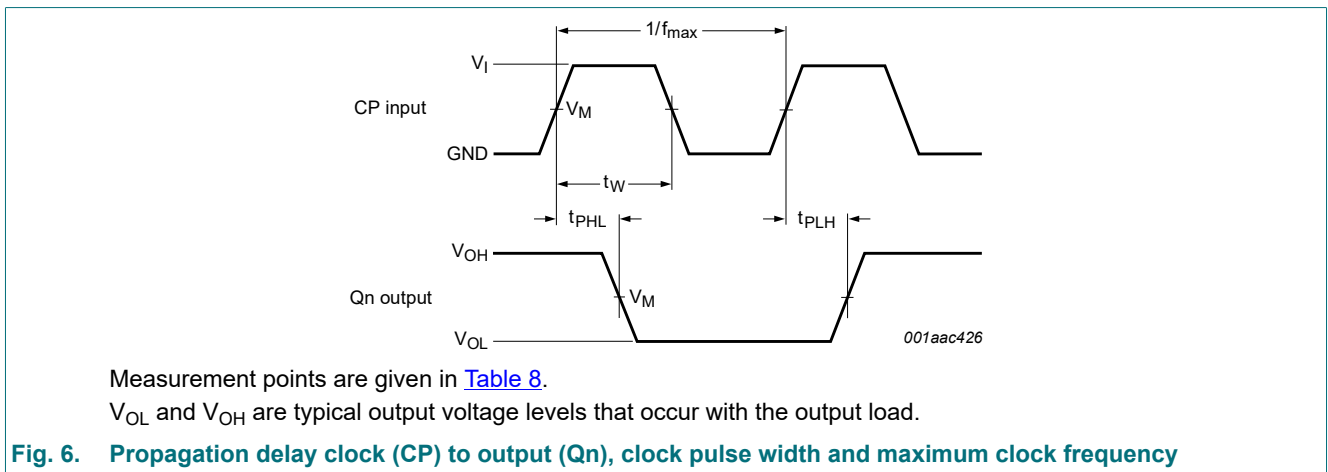 1/fmax
VI
CP input
VM
GND
tW
tPHL
tPLH
VOH
Qn output
VM
VOL
001aac426
Measurement points are given in Table 8.
VOL and VOH are typical output voltage levels that occur with the output load.
Fig. 6. Propagation delay clock (CP) to output (Qn), clock pulse width and maximum clock frequency